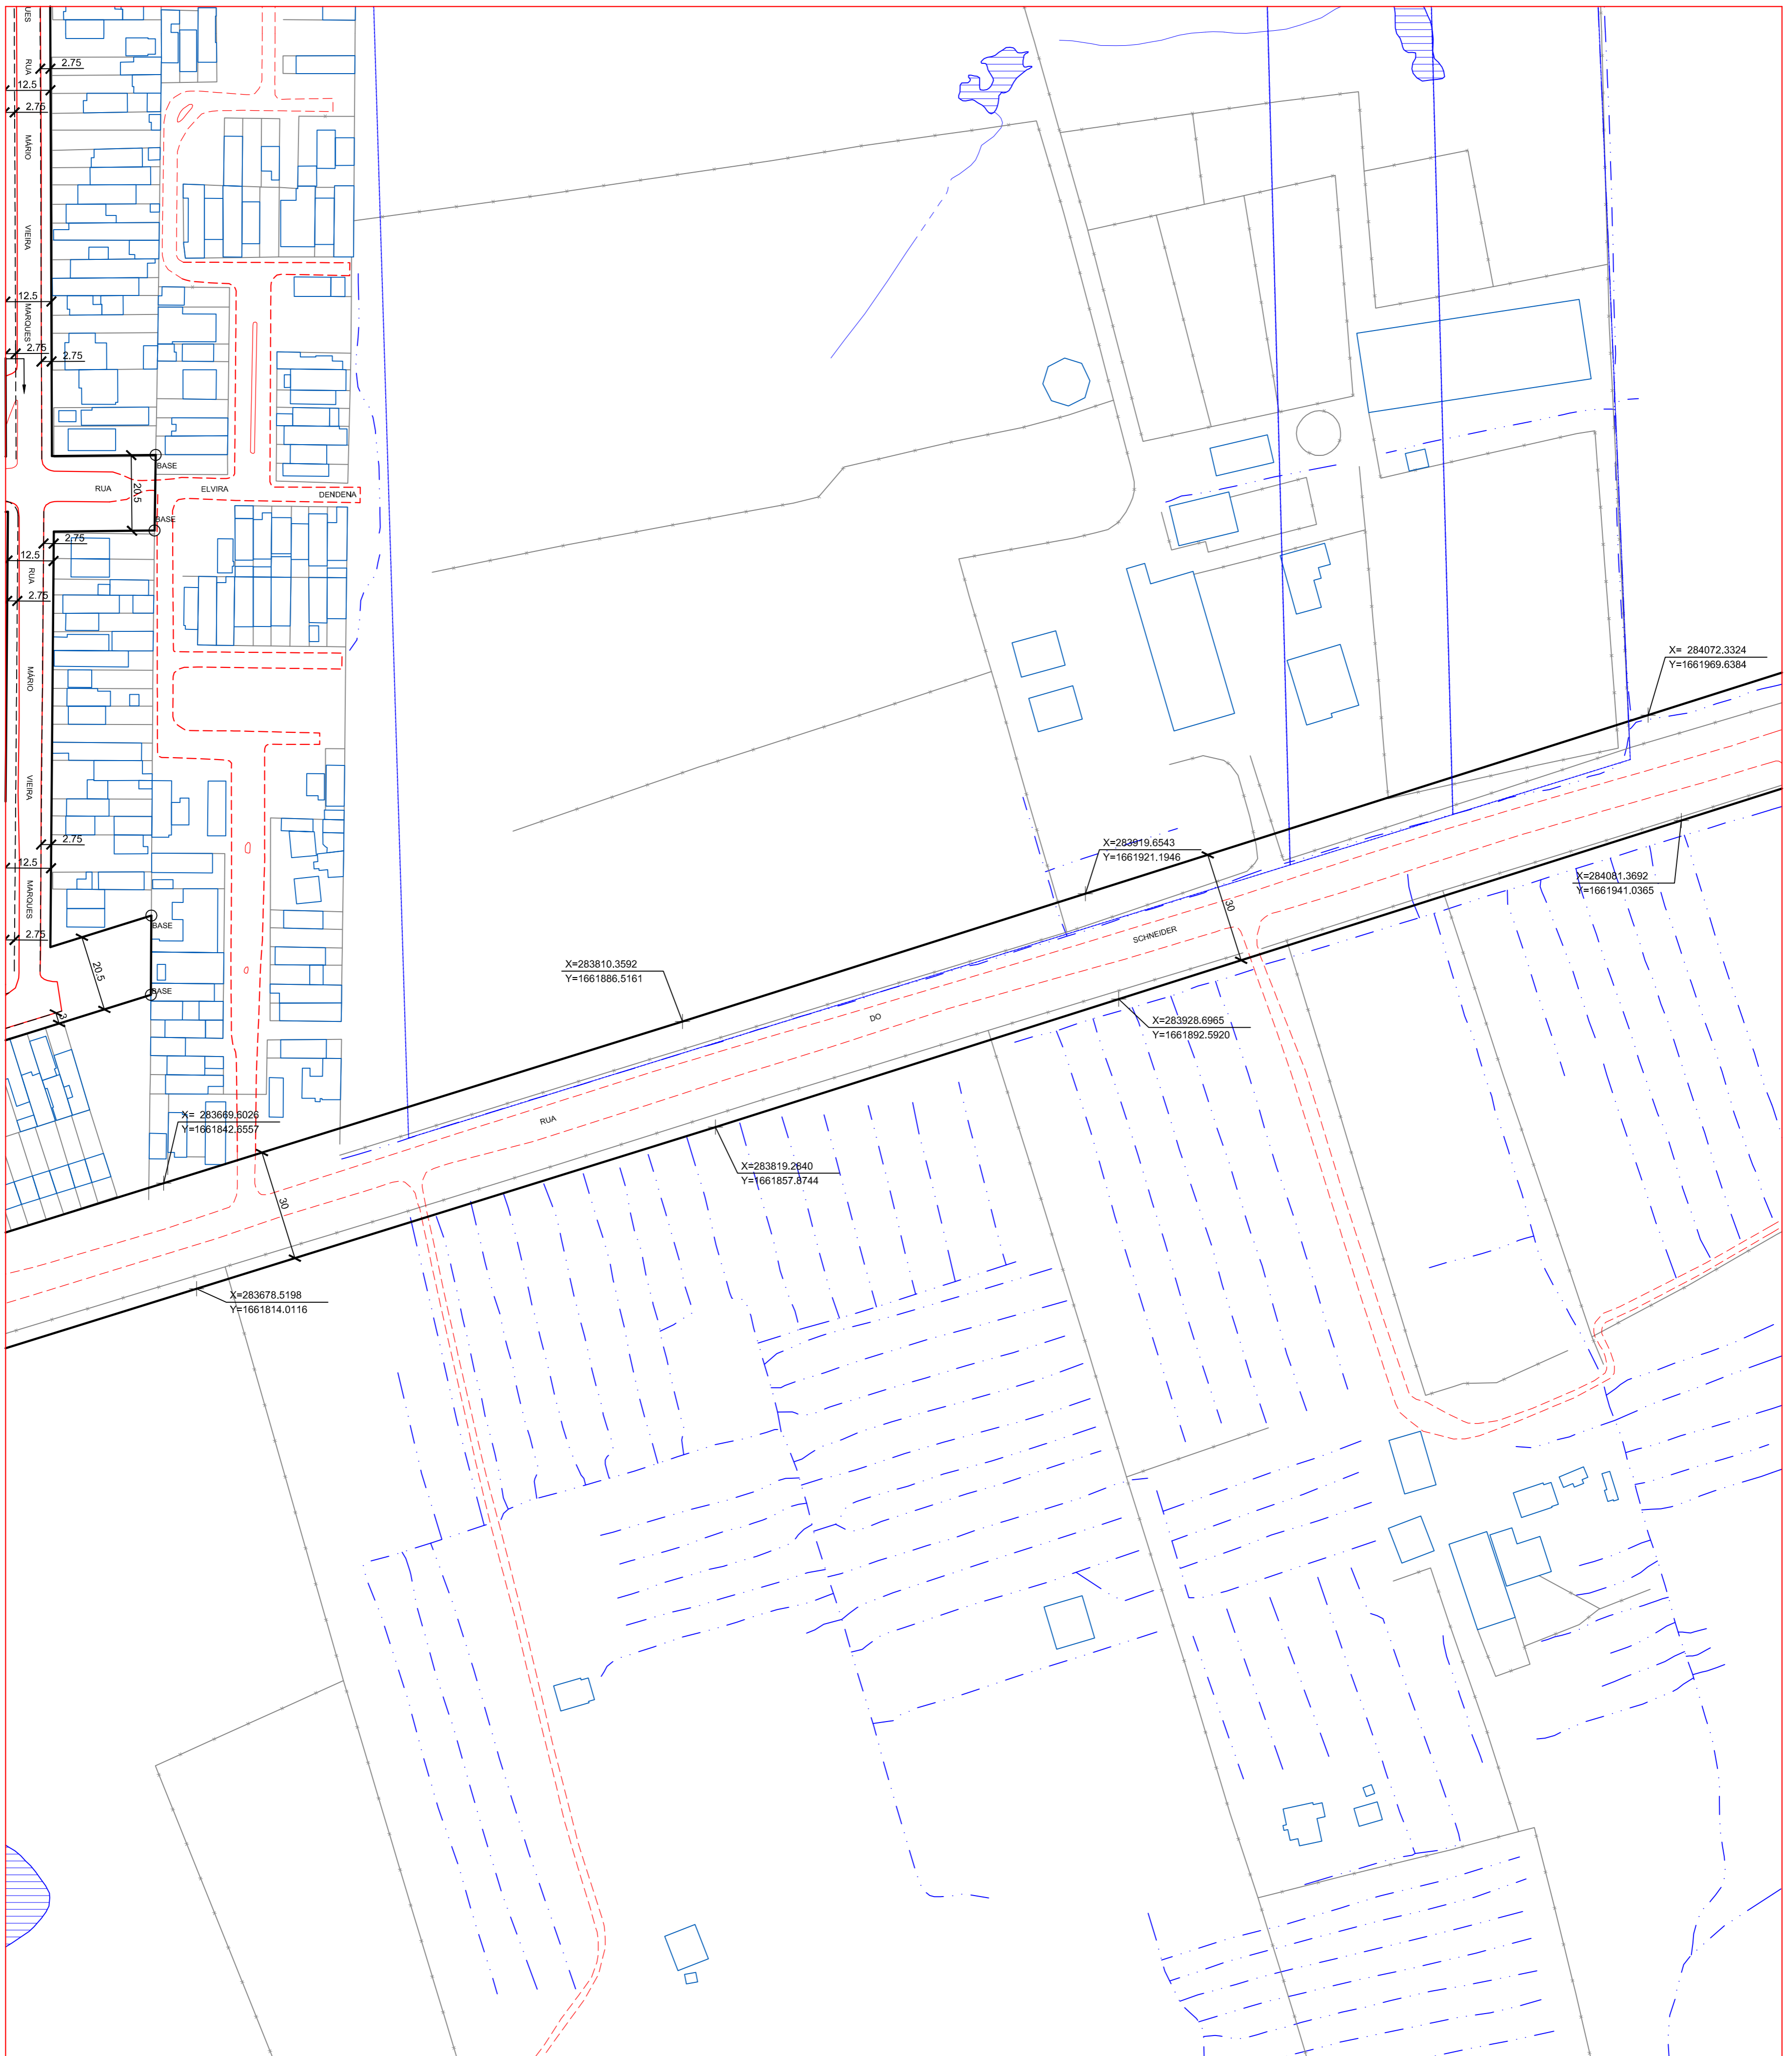 UES
RUA
2.75
12.5
2.75
MÁRIO
VIEIRA
12.5
MARQUES
2.75
2.75
BASE
RUA
20.5
ELVIRA
DENDENA
BASE
2.75
12.5
RUA
2.75
MÁRIO
VIEIRA
2.75
12.5
MARQUES
2.75
BASE
20.5
BASE
3
X= 284072.3324
Y=1661969.6384
X=283919.6543
Y=1661921.1946
X=284081.3692
Y=1661941.0365
30
SCHNEIDER
X=283810.3592
Y=1661886.5161
DO
X=283928.6965
Y=1661892.5920
X= 283669.6026
Y=1661842.6557
RUA
X=283819.2840
Y=1661857.8744
30
X=283678.5198
Y=1661814.0116